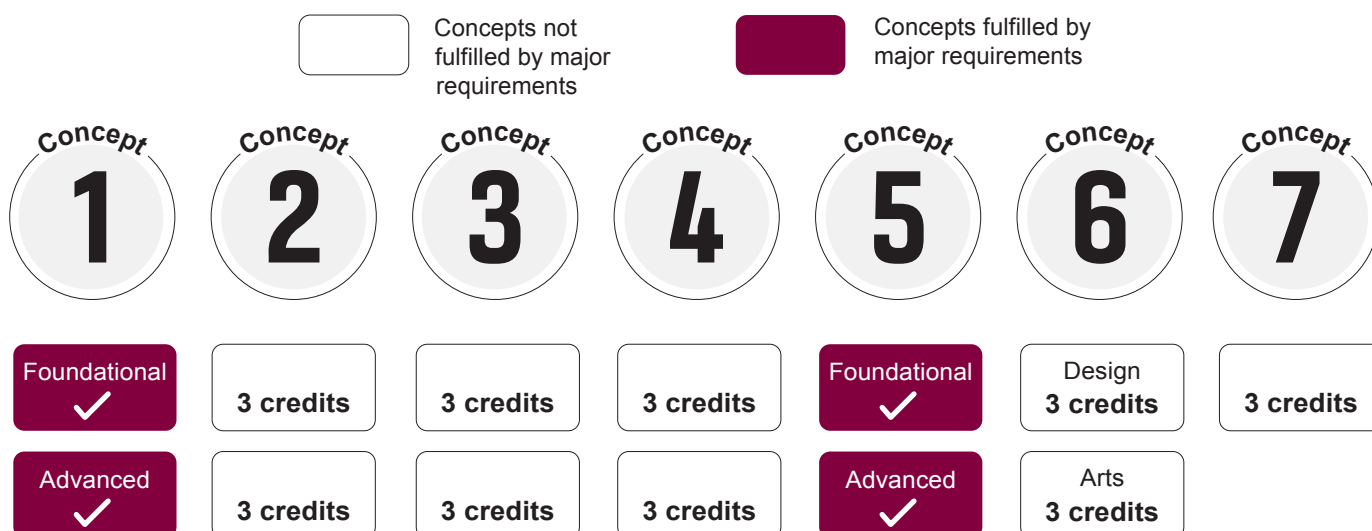 Concepts not
fulfilled by major
requirements
Concepts fulfilled by
major requirements
Concept
1
Concept
2
Concept
3
Concept
4
Concept
5
Concept
6
Concept
7
Foundational
3 credits
3 credits
3 credits
Foundational
Design
3 credits
3 credits
Advanced
3 credits
3 credits
3 credits
Advanced
Arts
3 credits